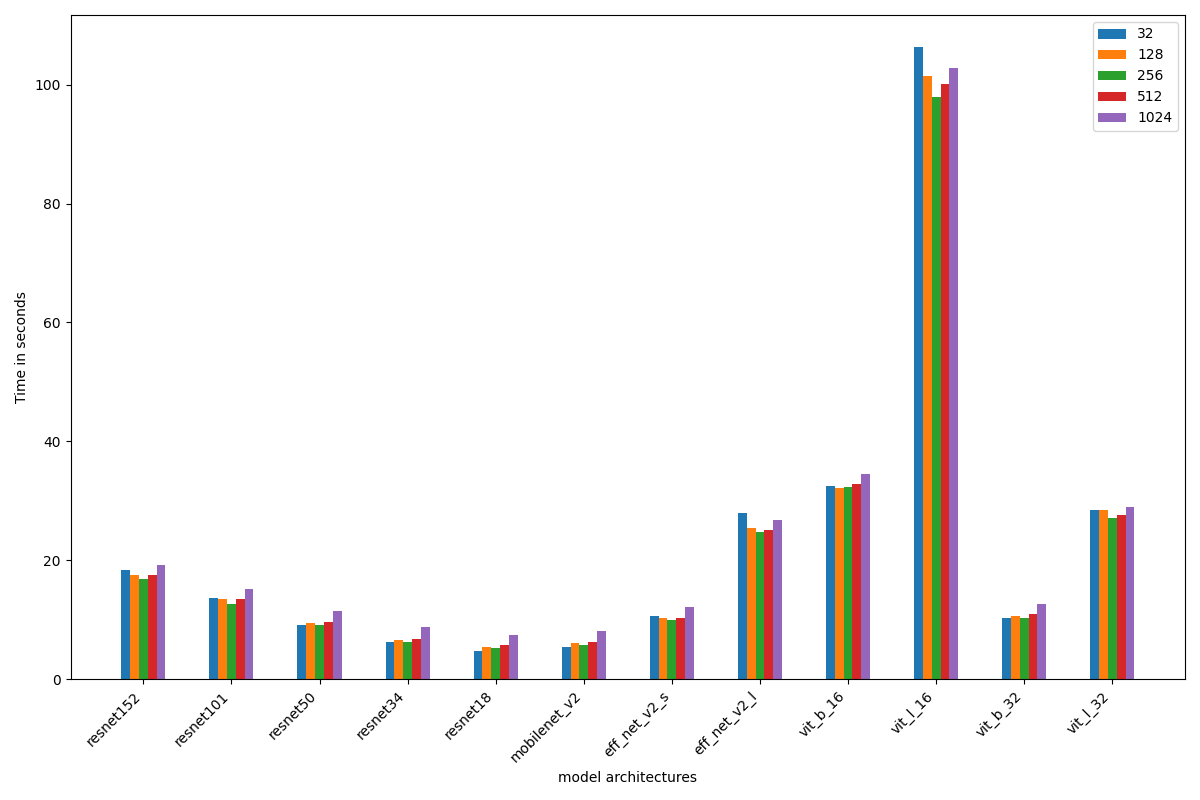 32
128
256
512
1024
100
80
60
40
20
0
Time in seconds
resnet152
resnet101
resnet50
resnet34
resnet18
mobilenet_v2
eff_net_v2_s
eff_net_v2_l
vit_b_16
vit_l_16
vit_b_32
vit_l_32
model architectures